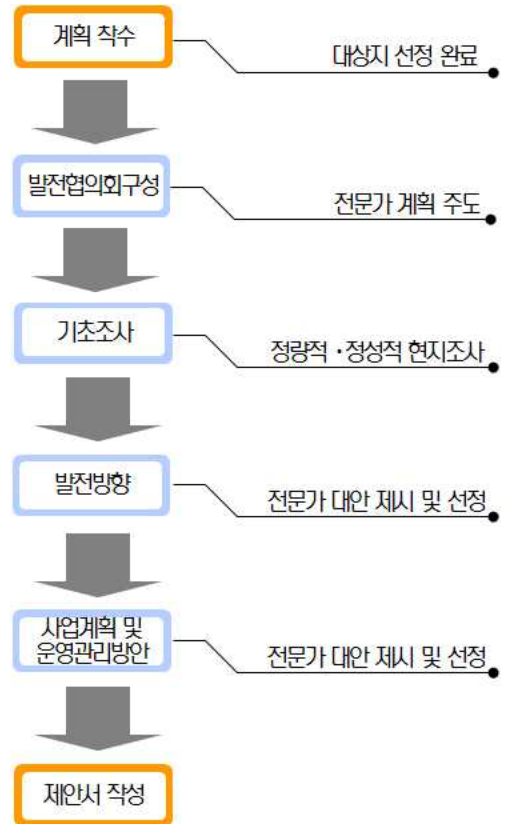 계획 착수
대상지 선정 완료
발전협의회구성
전문가 계획 주도
기초조사
정량적·정성적 현지조사
발전방향
전문가 대안 제시 및 선정
사업계획 및
운영관리방안
전문가 대안 제시 및 선정
제안서 작성